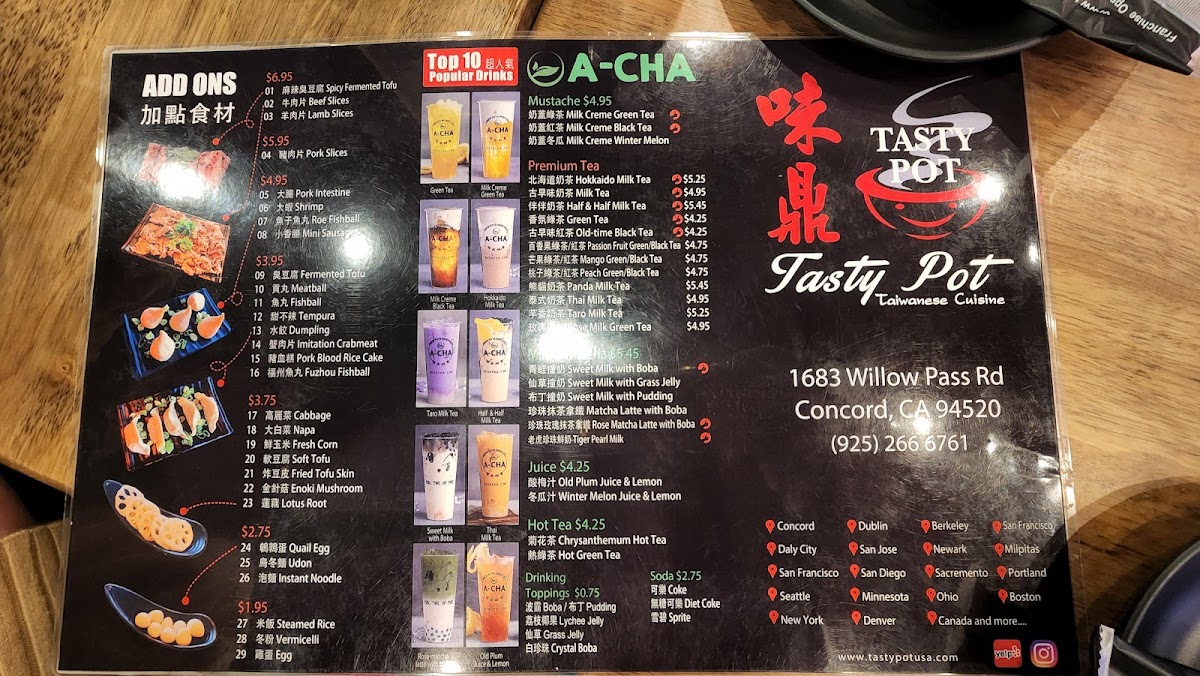 ADD ONS
加點食材
$6.95
01 麻辣臭豆腐 Spicy Fermented Tofu
02 牛肉片 Beef Slices
03 羊肉片 Lamb Slices
$5.95
04 豬肉片 Pork Slices
$4.95
05 大腸 Pork Intestine
06 大蝦 Shrimp
07 魚子魚丸 Roe Fishball
08 小香腸 Mini Sausage
$3.95
09 臭豆腐 Fermented Tofu
10 貢丸 Meatball
11 魚丸 Fishball
12 甜不辣 Tempura
13 水餃 Dumpling
14 蟹肉片 Imitation Crabmeat
15 豬血糕 Pork Blood Rice Cake
16 福州魚丸 Fuzhou Fishball
$3.75
17 高麗菜 Cabbage
18 大白菜 Napa
19 鮮玉米 Fresh Corn
20 軟豆腐 Soft Tofu
21 炸豆皮 Fried Tofu Skin
22 金針菇 Enoki Mushroom
23 蓮藕 Lotus Root
$2.75
24 鵪鶉蛋 Quail Egg
25 烏冬麵 Udon
26 泡麵 Instant Noodle
$1.95
27 米飯 Steamed Rice
28 冬粉 Vermicelli
29 雞蛋 Egg
Top 10 超人氣
Popular Drinks
A-CHA
A-CHA
Green Tea
Milk Creme
Green Tea
A-CHA
Milk Creme
Black Tea
Hokkaido
Milk Tea
A-CHA
Taro Milk Tea
Half & Half
Milk Tea
A-CHA
Sweet Milk
with Boba
Thai
Milk Tea
Rose matcha
latte with
Old Plum
Juice & Lemon
A-CHA
Mustache $4.95
奶蓋綠茶 Milk Creme Green Tea
奶蓋紅茶 Milk Creme Black Tea
奶蓋冬瓜 Milk Creme Winter Melon
Premium Tea
北海道奶茶 Hokkaido Milk Tea $5.25
古早味奶茶 Milk Tea $4.95
伴伴奶茶 Half & Half Milk Tea $5.45
香氛綠茶 Green Tea $4.25
古早味紅茶 Old-time Black Tea $4.25
百香果綠茶/紅茶 Passion Fruit Green/Black Tea $4.75
芒果綠茶/紅茶 Mango Green/Black Tea $4.75
桃子綠茶/紅茶 Peach Green/Black Tea $4.75
熊貓奶茶 Panda Milk Tea $5.45
泰式奶茶 Thai Milk Tea $4.95
芋香奶茶 Taro Milk Tea $5.25
玫瑰 Rose Milk Green Tea $4.95
$5.45
青蛙撞奶 Sweet Milk with Boba
仙草撞奶 Sweet Milk with Grass Jelly
布丁撞奶 Sweet Milk with Pudding
珍珠抹茶拿鐵 Matcha Latte with Boba
珍珠玫瑰抹茶拿鐵 Rose Matcha Latte with Boba
老虎珍珠鮮奶 Tiger Pearl Milk
Juice $4.25
酸梅汁 Old Plum Juice & Lemon
冬瓜汁 Winter Melon Juice & Lemon
Hot Tea $4.25
菊花茶 Chrysanthemum Hot Tea
熱綠茶 Hot Green Tea
Drinking
Toppings $0.75
波霸 Boba / 布丁 Pudding
荔枝椰果 Lychee Jelly
仙草 Grass Jelly
白珍珠 Crystal Boba
Soda $2.75
可樂 Coke
無糖可樂 Diet Coke
雪碧 Sprite
味鼎
TASTY
POT
Tasty Pot
Taiwanese Cuisine
1683 Willow Pass Rd
Concord, CA 94520
(925) 266 6761
Concord Dublin Berkeley San Francisco
Daly City San Jose Newark Milpitas
San Francisco San Diego Sacremento Portland
Seattle Minnesota Ohio Boston
New York Denver Canada and more....
www.tastypotusa.com
yelp